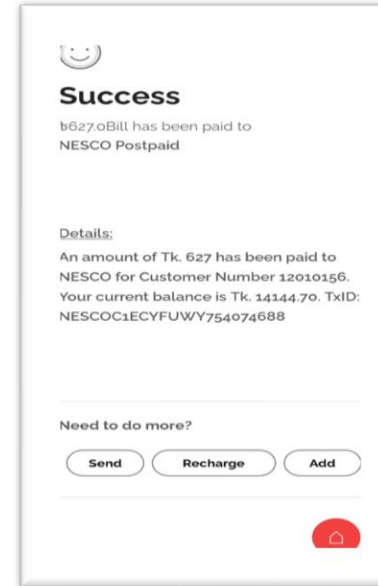 Success
৳627.0Bill has been paid to
NESCO Postpaid
Details:
An amount of Tk. 627 has been paid to
NESCO for Customer Number 12010156.
Your current balance is Tk. 14144.70. TxID:
NESCOC1ECYFUWY754074688
Need to do more?
Send
Recharge
Add